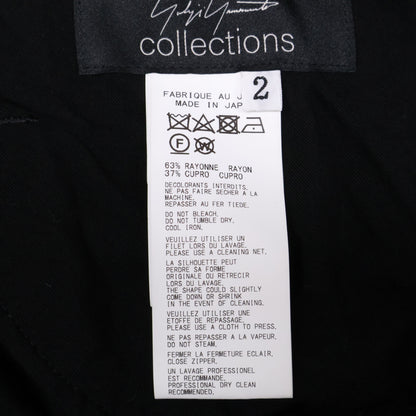 Yohji Yamamoto
collections
FABRIQUE AU J
MADE IN JAP
2
F W
63% RAYONNE RAYON
37% CUPRO CUPRO
DECOLORANTS INTERDITS.
NE PAS FAIRE SECHER A LA
MACHINE.
REPASSER AU FER TIEDE.
DO NOT BLEACH.
DO NOT TUMBLE DRY.
COOL IRON.
VEUILLEZ UTILISER UN
FILET LORS DU LAVAGE.
PLEASE USE A CLEANING NET.
LA SILHOUETTE PEUT
PERDRE SA FORME
ORIGINALE OU RETRECIR
LORS DU LAVAGE.
THE SHAPE COULD SLIGHTLY
COME DOWN OR SHRINK
IN THE EVENT OF CLEANING.
VEUILLEZ UTILISER UNE
ETOFFE DE REPASSAGE.
PLEASE USE A CLOTH TO PRESS.
NE PAS REPASSER A LA VAPEUR.
DO NOT STEAM.
FERMER LA FERMETURE ECLAIR.
CLOSE ZIPPER.
UN LAVAGE PROFESSIONEL
EST RECOMMANDE.
PROFESSIONAL DRY CLEAN
RECOMMENDED.